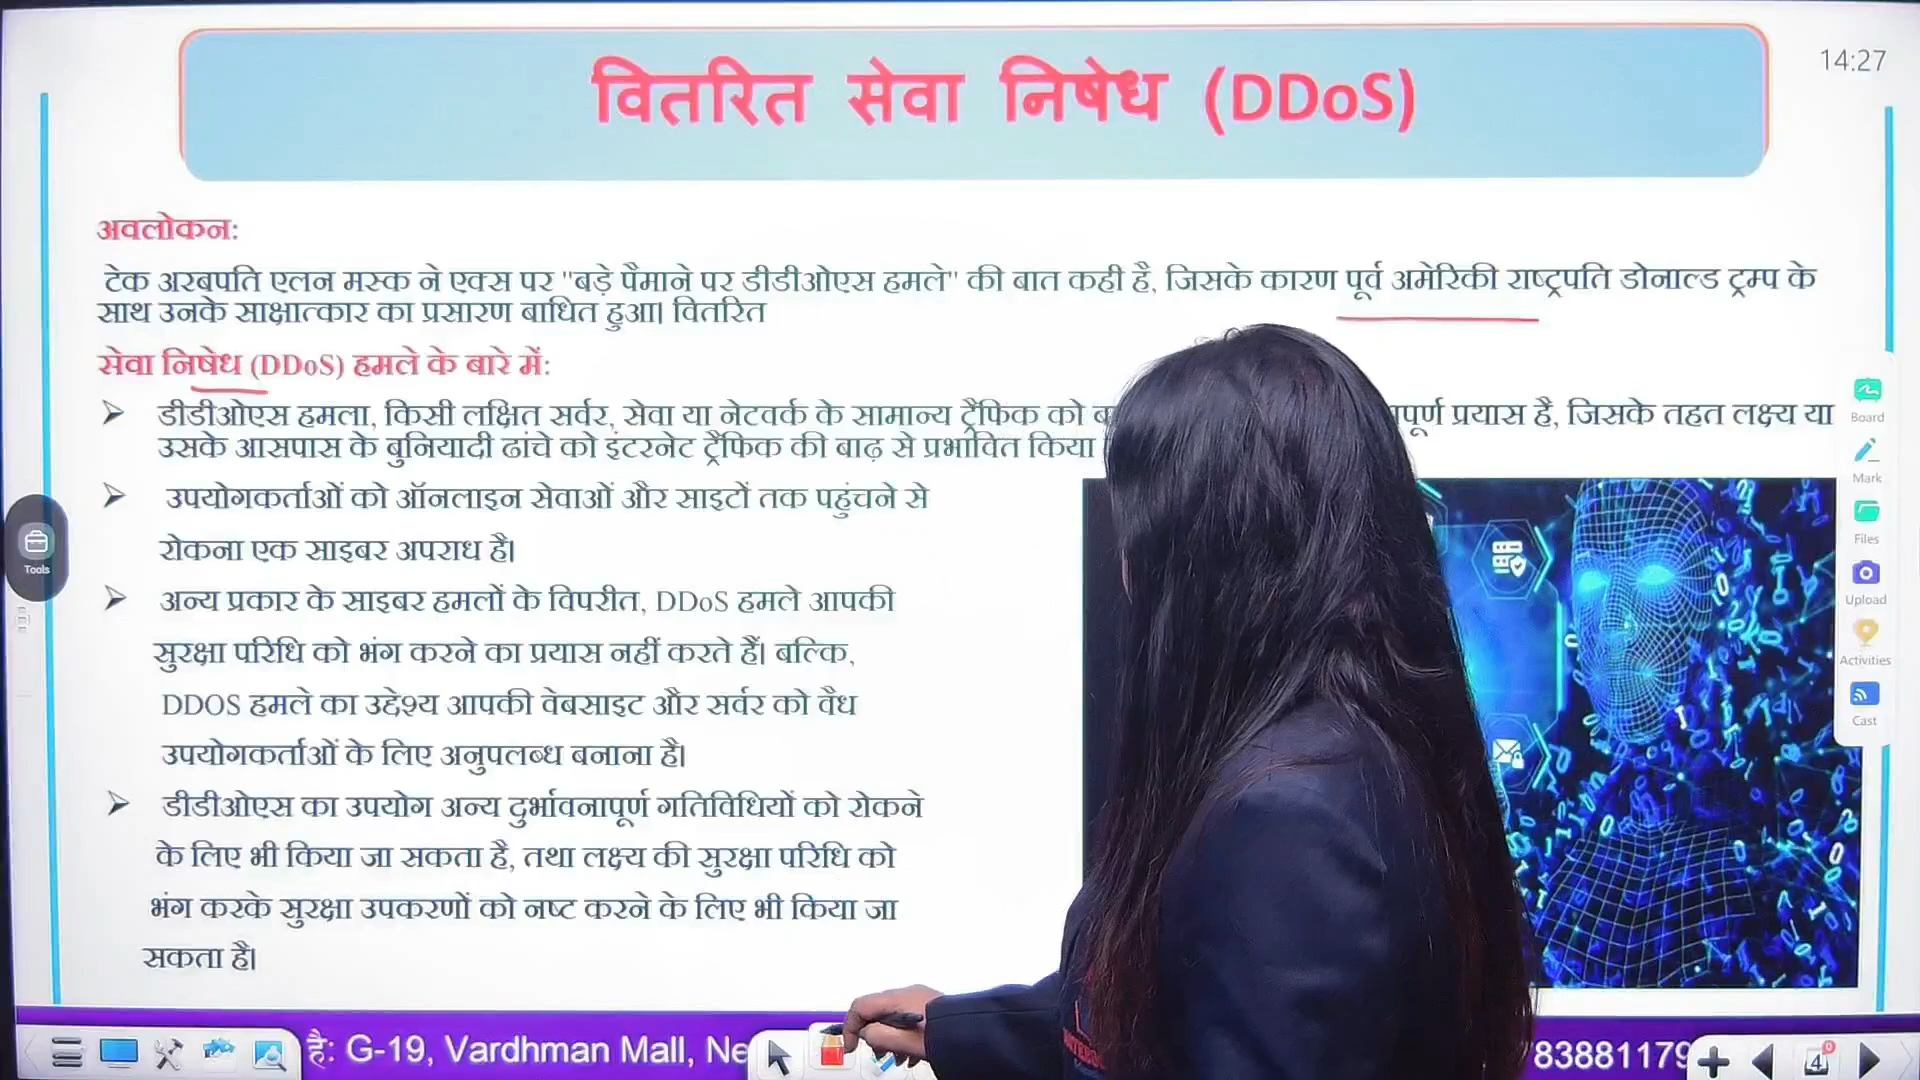 वितरित सेवा निषेध (DDoS)
14:27
अवलोकन:
टेक अरबपति एलन मस्क ने एक्स पर "बड़े पैमाने पर डीडीओएस हमले" की बात कही है, जिसके कारण पूर्व अमेरिकी राष्ट्रपति डोनाल्ड ट्रम्प के
साथ उनके साक्षात्कार का प्रसारण बाधित हुआ। वितरित
सेवा निषेध (DDoS) हमले के बारे में:
➤ डीडीओएस हमला, किसी लक्षित सर्वर, सेवा या नेटवर्क के सामान्य ट्रैफिक को पूर्ण प्रयास है, जिसके तहत लक्ष्य या
उसके आसपास के बुनियादी ढांचे को इंटरनेट ट्रैफिक की बाढ़ से प्रभावित किया
➤ उपयोगकर्ताओं को ऑनलाइन सेवाओं और साइटों तक पहुंचने से
रोकना एक साइबर अपराध है।
➤ अन्य प्रकार के साइबर हमलों के विपरीत, DDoS हमले आपकी
सुरक्षा परिधि को भंग करने का प्रयास नहीं करते हैं। बल्कि,
DDOS हमले का उद्देश्य आपकी वेबसाइट और सर्वर को वैध
उपयोगकर्ताओं के लिए अनुपलब्ध बनाना है।
➤ डीडीओएस का उपयोग अन्य दुर्भावनापूर्ण गतिविधियों को रोकने
के लिए भी किया जा सकता है, तथा लक्ष्य की सुरक्षा परिधि को
भंग करके सुरक्षा उपकरणों को नष्ट करने के लिए भी किया जा
सकता है।
Tools
Board
Mark
Files
Upload
Activities
Cast
है: G-19, Vardhman Mall, Ne
83881179
4
0